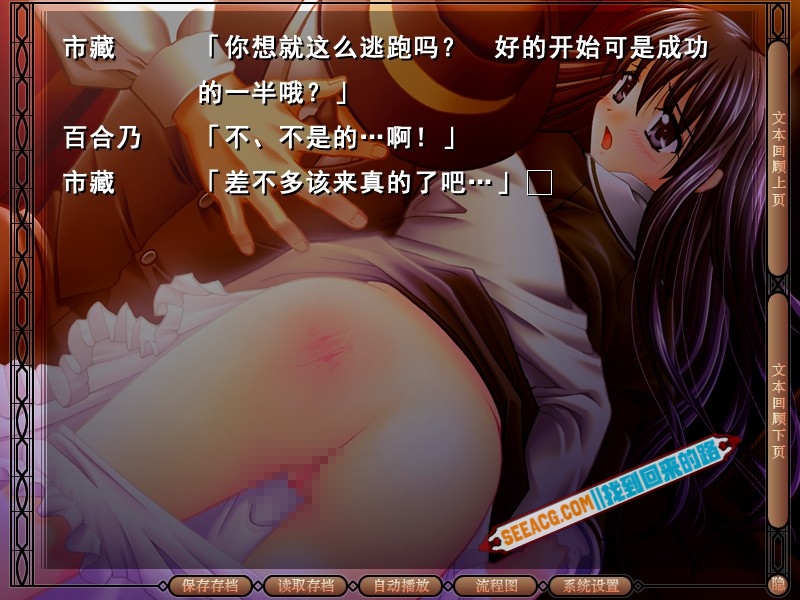 市藏 「你想就这么逃跑吗？ 好的开始可是成功
的一半哦？」
百合乃 「不、不是的…啊！」
市藏 「差不多该来真的了吧…」
文本回顾上页
文本回顾下页
SEEACG.COM||找到回来的路
保存存档 读取存档 自动播放 流程图 系统设置 隐